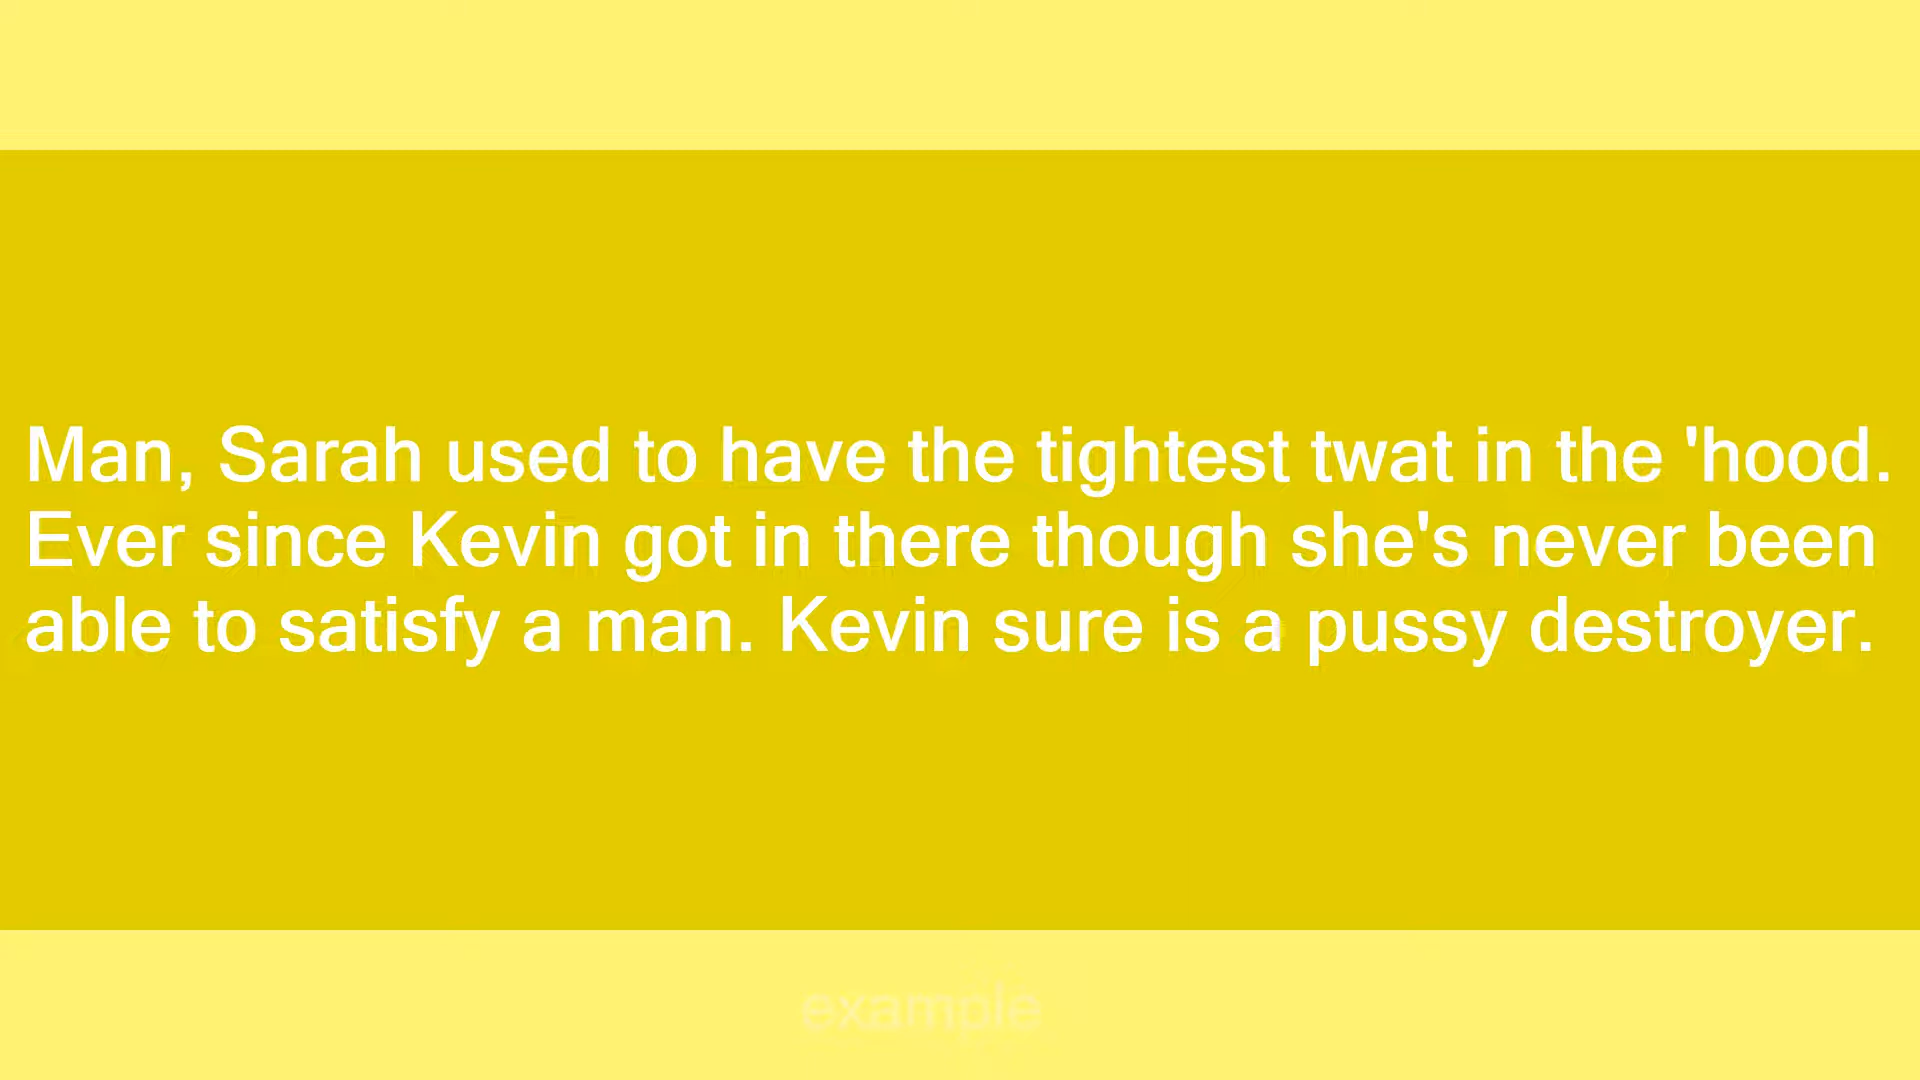 Man, Sarah used to have the tightest twat in the 'hood.
Ever since Kevin got in there though she's never been
able to satisfy a man. Kevin sure is a pussy destroyer.
example